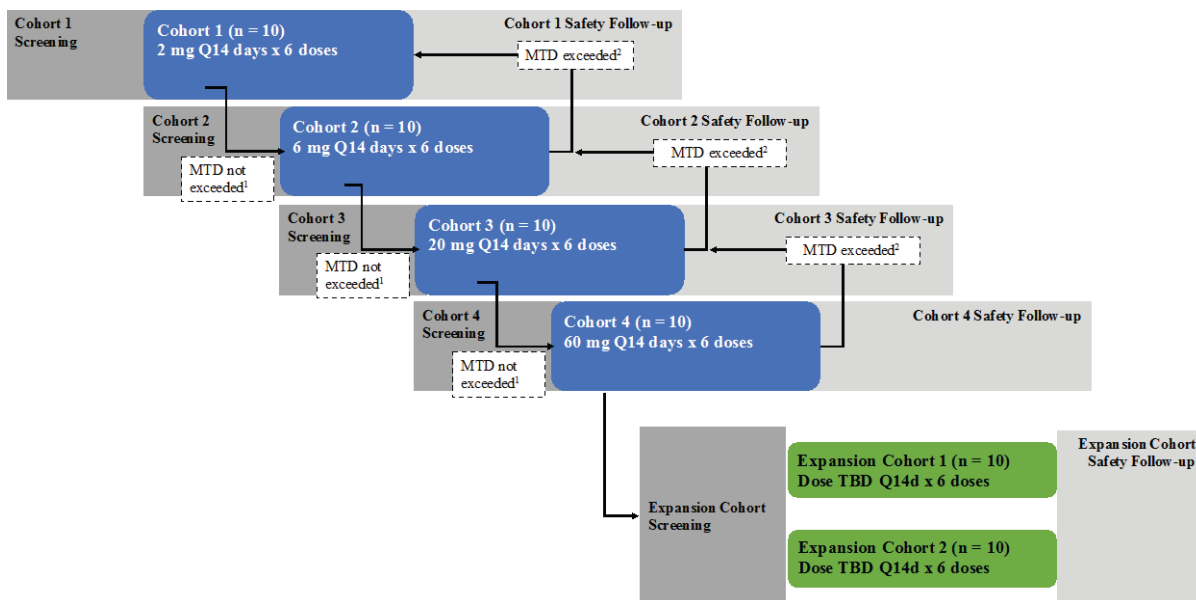 Cohort 1
Screening
Cohort 1 (n = 10)
2 mg Q14 days x 6 doses
Cohort 1 Safety Follow-up
MTD exceeded²
Cohort 2
Screening
MTD not
exceeded¹
Cohort 2 (n = 10)
6 mg Q14 days x 6 doses
Cohort 2 Safety Follow-up
MTD exceeded²
Cohort 3
Screening
MTD not
exceeded¹
Cohort 3 (n = 10)
20 mg Q14 days x 6 doses
Cohort 3 Safety Follow-up
MTD exceeded²
Cohort 4
Screening
MTD not
exceeded¹
Cohort 4 (n = 10)
60 mg Q14 days x 6 doses
Cohort 4 Safety Follow-up
Expansion Cohort
Screening
Expansion Cohort 1 (n = 10)
Dose TBD Q14d x 6 doses
Expansion Cohort 2 (n = 10)
Dose TBD Q14d x 6 doses
Expansion Cohort
Safety Follow-up